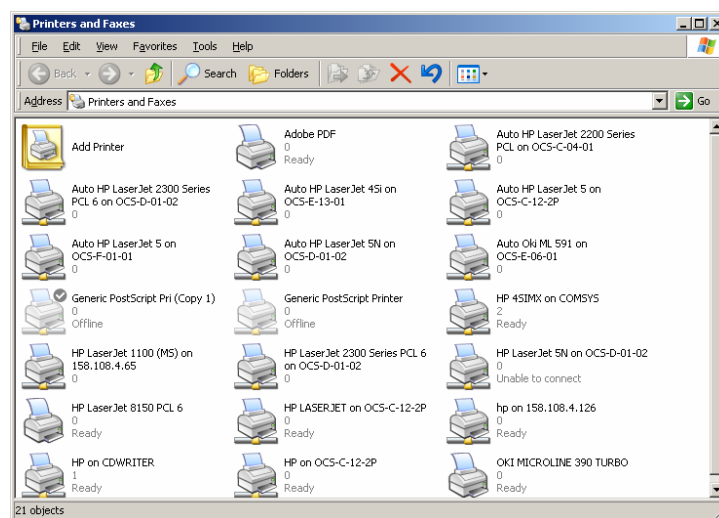 Printers and Faxes
File Edit View Favorites Tools Help
Back Search Folders
Address Printers and Faxes Go
Add Printer
Adobe PDF
0
Ready
Auto HP LaserJet 2200 Series
PCL on OCS-C-04-01
0
Auto HP LaserJet 2300 Series
PCL 6 on OCS-D-01-02
0
Auto HP LaserJet 4Si on
OCS-E-13-01
0
Auto HP LaserJet 5 on
OCS-C-12-2P
0
Auto HP LaserJet 5 on
OCS-F-01-01
0
Auto HP LaserJet 5N on
OCS-D-01-02
0
Auto Oki ML 591 on
OCS-E-06-01
0
Generic PostScript Pri (Copy 1)
0
Offline
Generic PostScript Printer
0
Offline
HP 4SIMX on COMSYS
2
Ready
HP LaserJet 1100 (MS) on
158.108.4.65
0
HP LaserJet 2300 Series PCL 6
on OCS-D-01-02
0
HP LaserJet 5N on OCS-D-01-02
0
Unable to connect
HP LaserJet 8150 PCL 6
0
Ready
HP LASERJET on OCS-C-12-2P
0
Ready
hp on 158.108.4.126
0
Ready
HP on CDWRITER
1
Ready
HP on OCS-C-12-2P
0
Ready
OKI MICROLINE 390 TURBO
0
Ready
21 objects